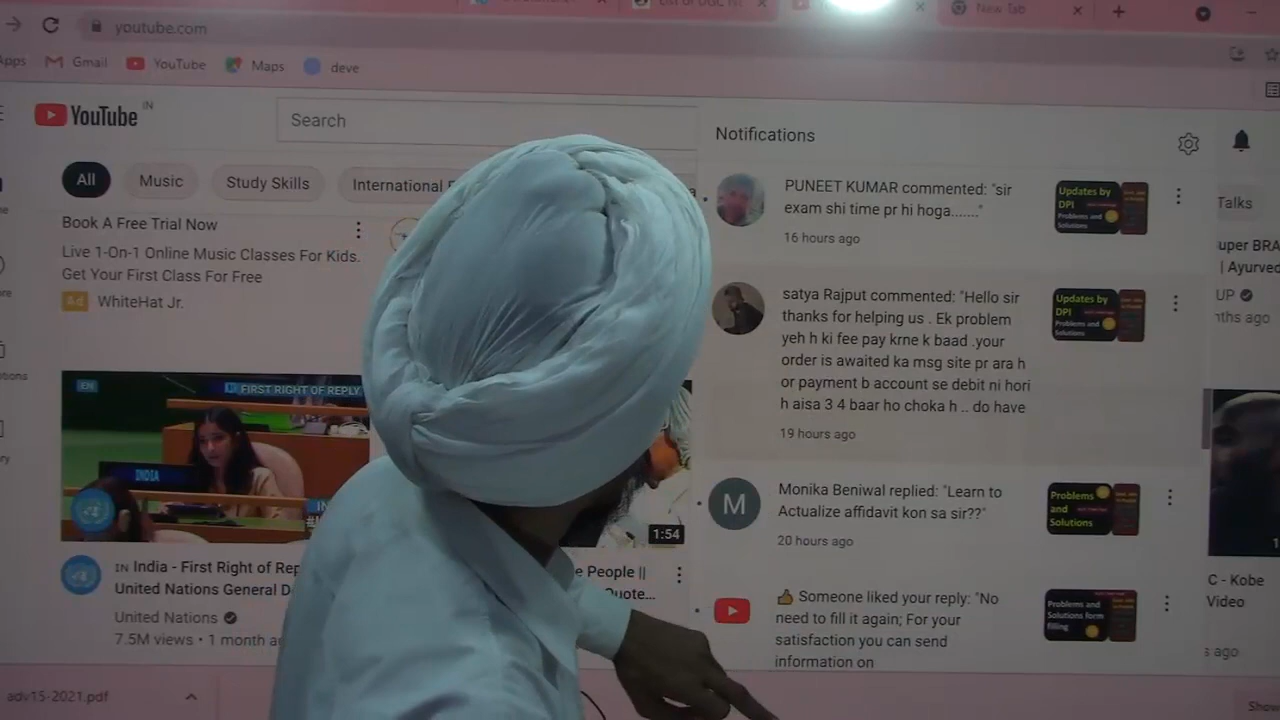 List of UGC
New Tab
youtube.com
Apps
Gmail
YouTube
Maps
deve
YouTube IN
Search
Notifications
All
Music
Study Skills
International
Talks
Book A Free Trial Now
Live 1-On-1 Online Music Classes For Kids.
Get Your First Class For Free
Ad WhiteHat Jr.
EN
FIRST RIGHT OF REPLY
INDIA
IN
1:54
IN India - First Right of Rep
United Nations General D
United Nations
7.5M views • 1 month a
e People ||
Quote...
PUNEET KUMAR commented: "sir
exam shi time pr hi hoga......."
16 hours ago
Updates by
DPI
Problems and
Solutions
satya Rajput commented: "Hello sir
thanks for helping us . Ek problem
yeh h ki fee pay krne k baad .your
order is awaited ka msg site pr ara h
or payment b account se debit ni hori
h aisa 3 4 baar ho choka h .. do have
19 hours ago
Updates by
DPI
Problems and
Solutions
M
Monika Beniwal replied: "Learn to
Actualize affidavit kon sa sir??"
20 hours ago
Problems
and
Solutions
Someone liked your reply: "No
need to fill it again; For your
satisfaction you can send
information on
Problems and
Solutions form
filling
uper BRA
| Ayurved
UP
nths ago
C - Kobe
Video
s ago
adv15-2021.pdf
Show